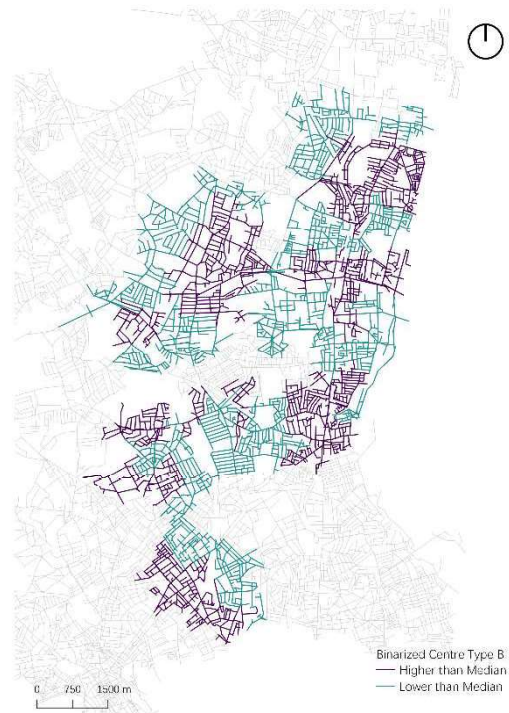 Binarized Centre Type B
Higher than Median
Lower than Median
0 750 1500 m